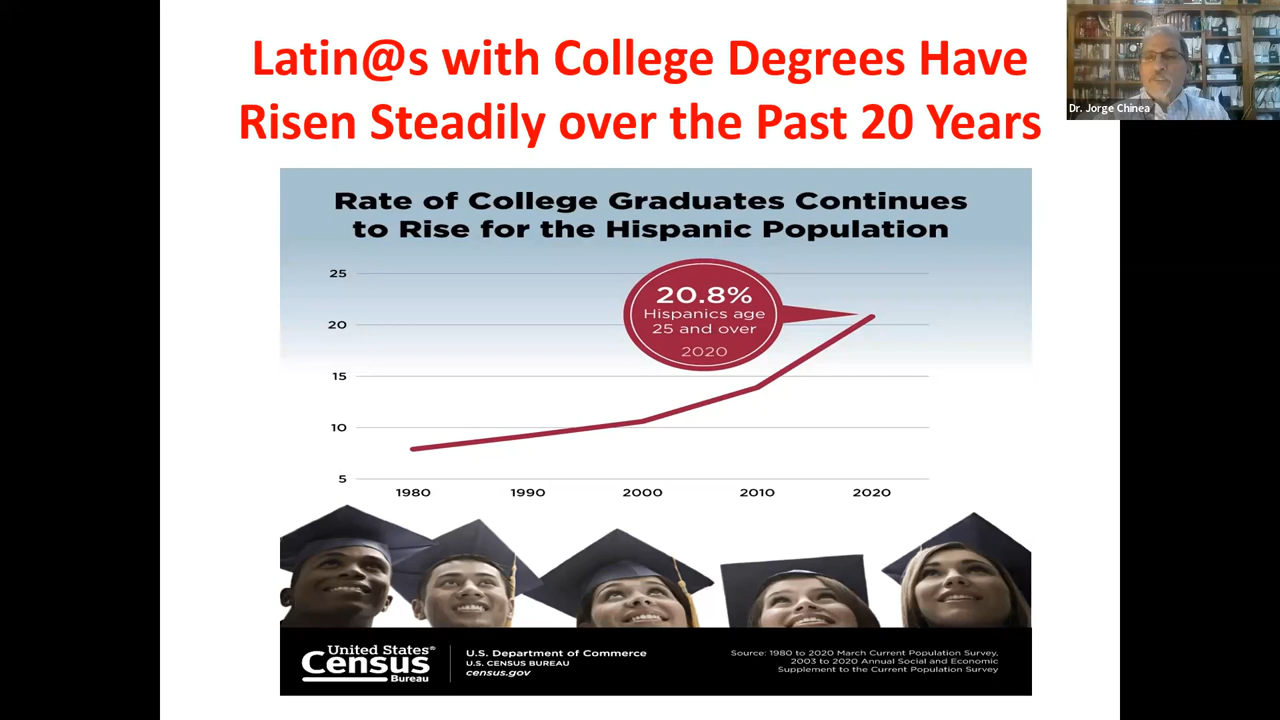 Latin@s with College Degrees Have
Risen Steadily over the Past 20 Years
Dr. Jorge Chinea
Rate of College Graduates Continues
to Rise for the Hispanic Population
25
20
15
10
5
20.8%
Hispanics age
25 and over
2020
1980
1990
2000
2010
2020
United States®
Census
Bureau
U.S. Department of Commerce
U.S. CENSUS BUREAU
census.gov
Source: 1980 to 2020 March Current Population Survey,
2003 to 2020 Annual Social and Economic
Supplement to the Current Population Survey